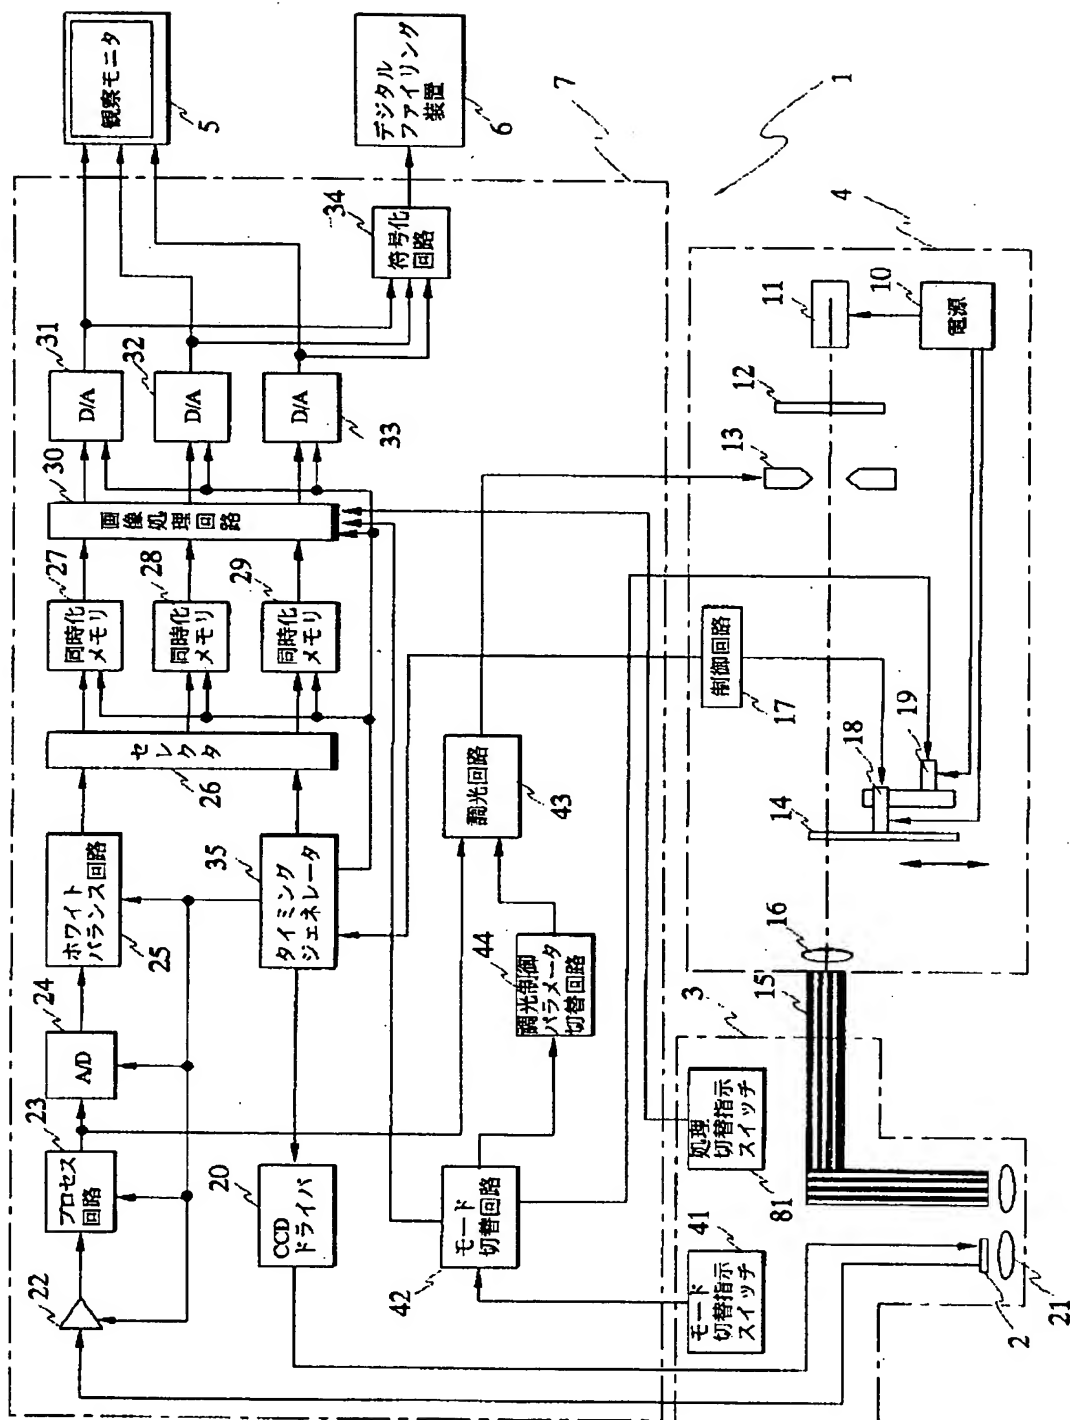 観察モニタ
5
デジタル
ファイリング
装置
6
7
1
34
符号化
回路
31
D/A
32
D/A
33
D/A
30
画像処理回路
27
同時化
メモリ
28
同時化
メモリ
29
同時化
メモリ
セレクタ
26
ホワイト
バランス回路
25
35
タイミング
ジェネレータ
24
A/D
23
プロセス
回路
22
20
CCD
ドライバ
調光回路
43
44
調光制御
パラメータ
切替回路
モード
切替回路
42
4
11
10
電源
12
13
制御回路
17
18
19
14
16
15
3
処理
切替指示
スイッチ
81
41
モード
切替指示
スイッチ
2
21